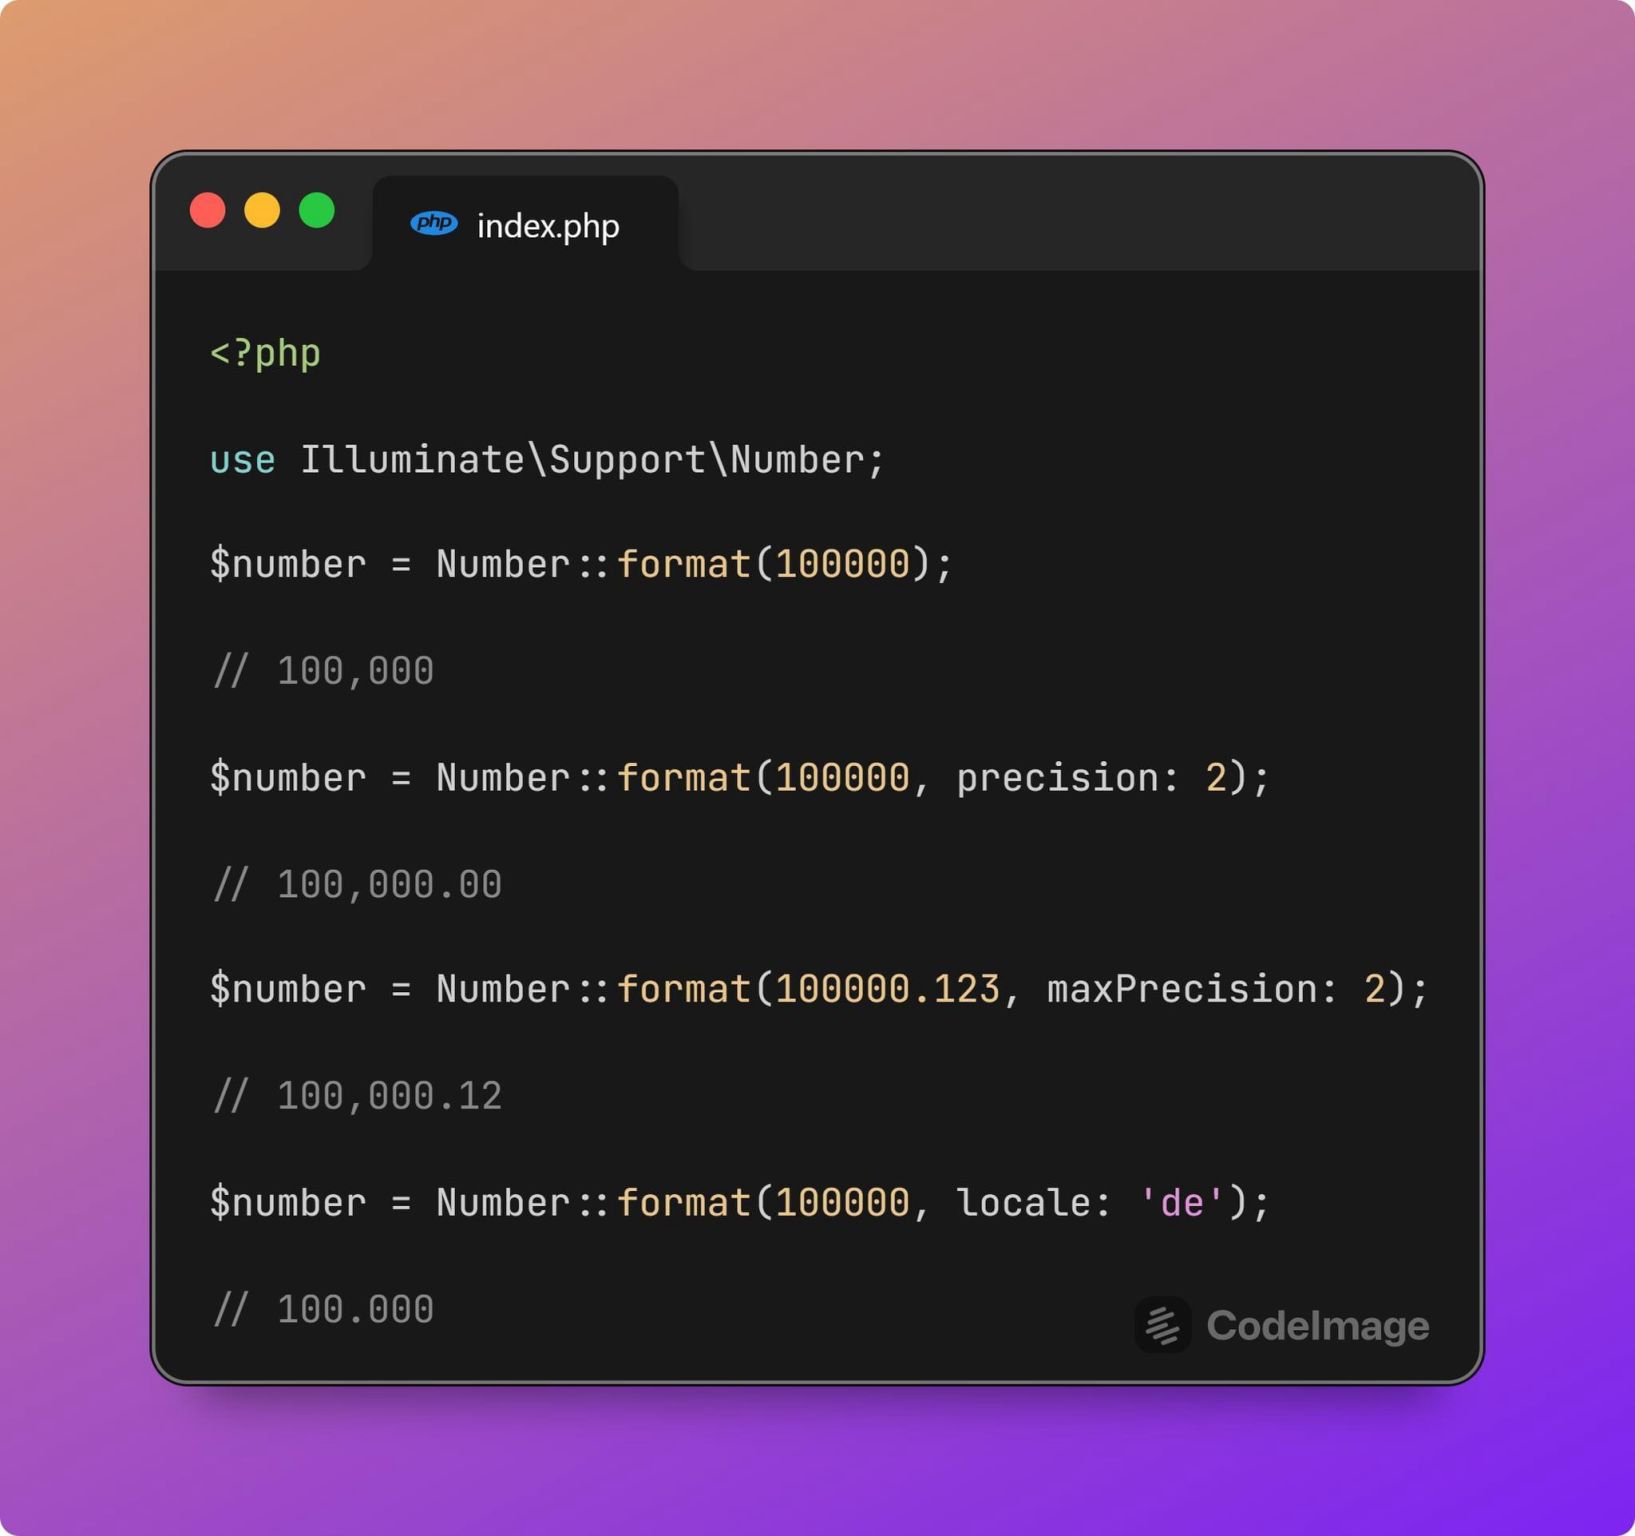 php index.php
<?php
use Illuminate\Support\Number;
$number = Number::format(100000);
// 100,000
$number = Number::format(100000, precision: 2);
// 100,000.00
$number = Number::format(100000.123, maxPrecision: 2);
// 100,000.12
$number = Number::format(100000, locale: 'de');
// 100.000
CodeImage